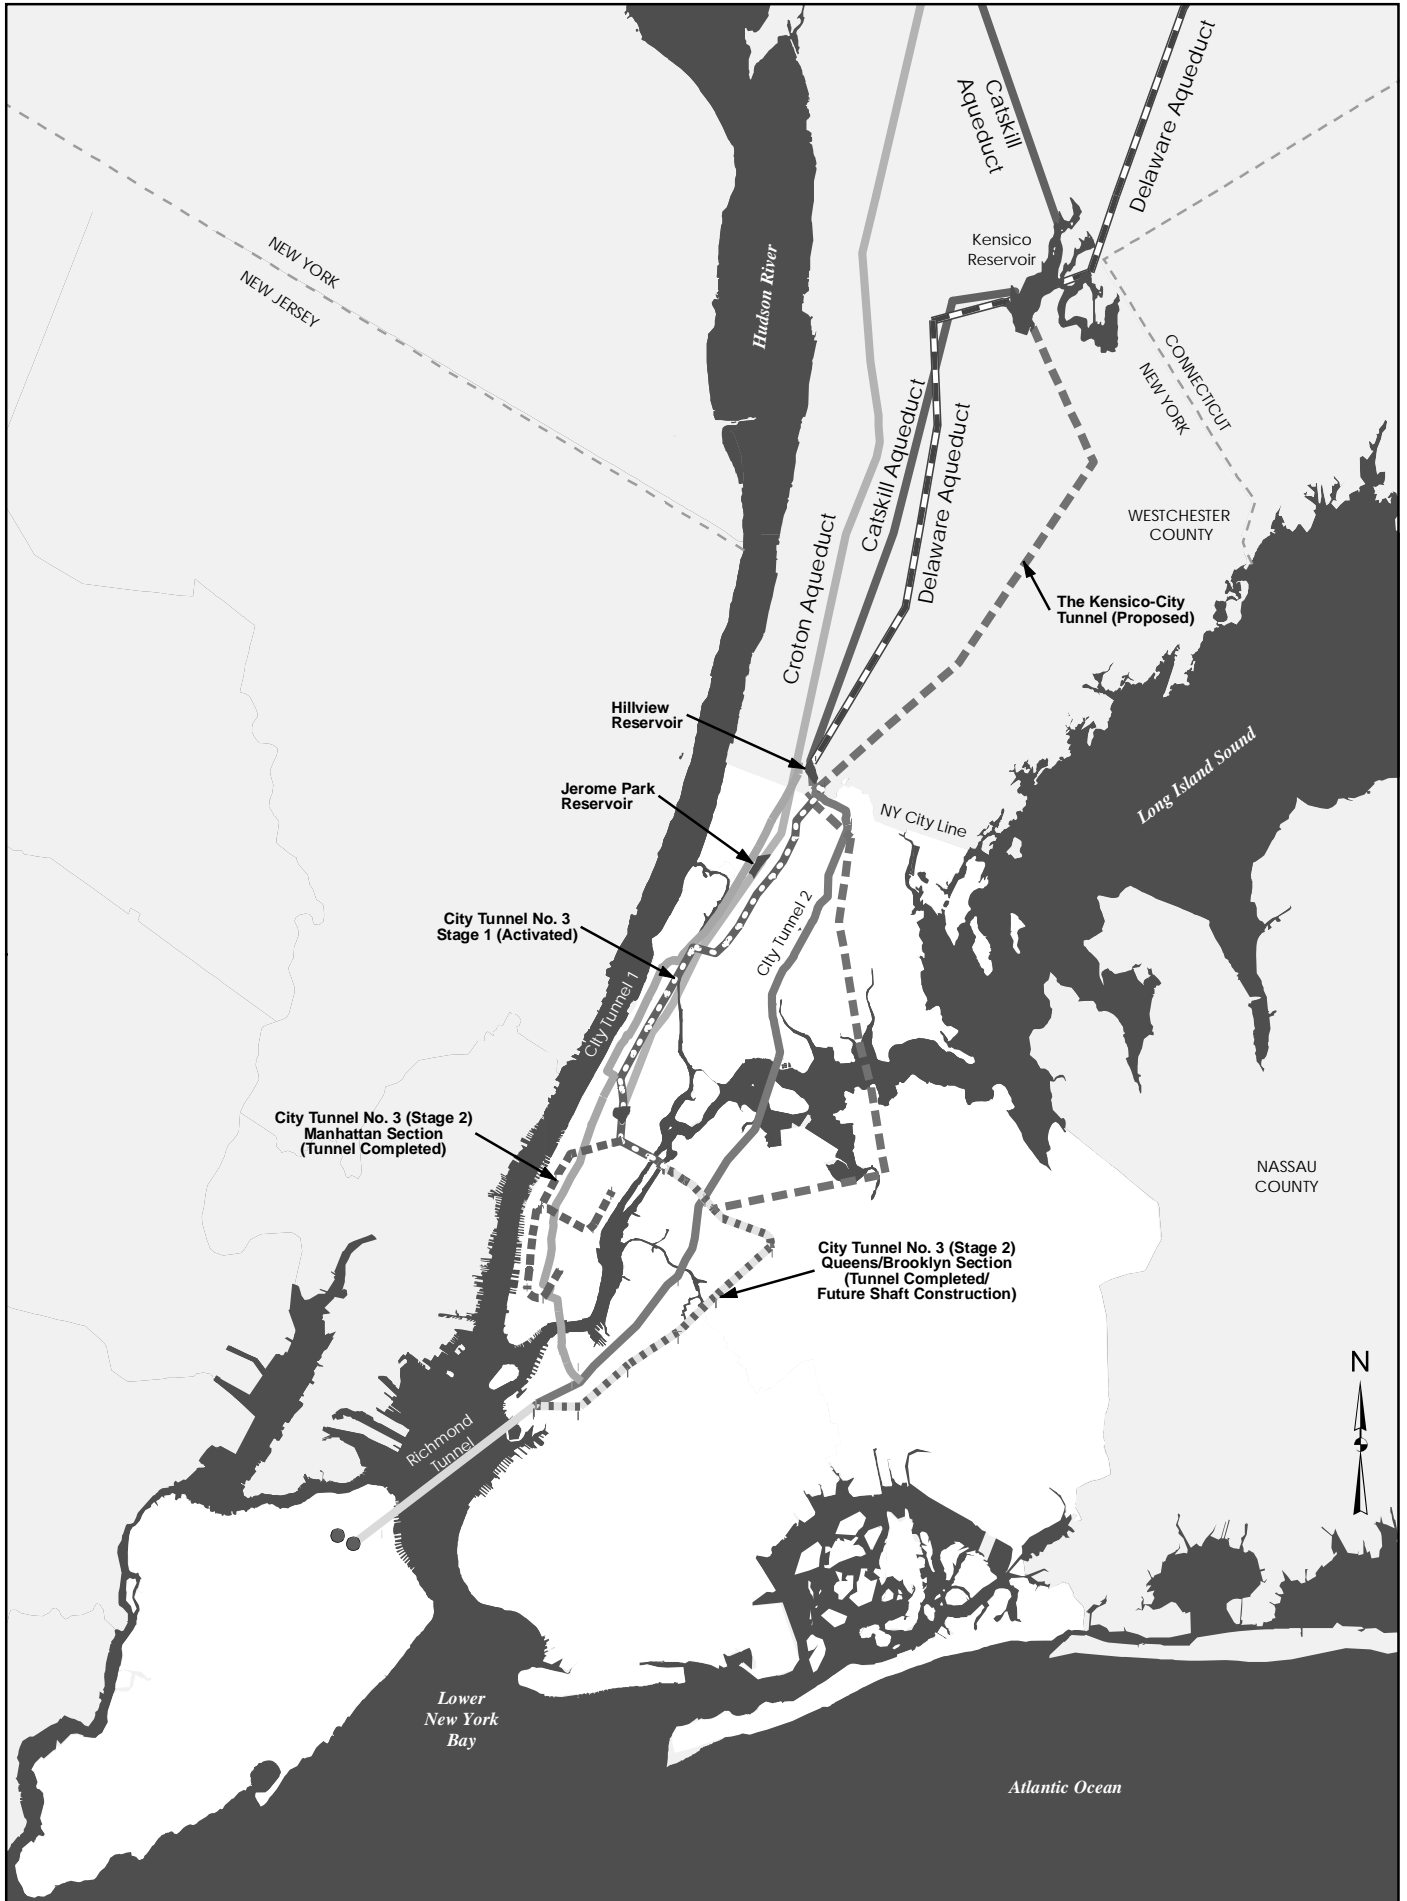 Catskill
Aqueduct
Delaware Aqueduct
Kensico
Reservoir
NEW YORK
NEW JERSEY
Hudson River
CONNECTICUT
NEW YORK
Catskill Aqueduct
Delaware Aqueduct
Croton Aqueduct
WESTCHESTER
COUNTY
The Kensico-City
Tunnel (Proposed)
Hillview
Reservoir
Long Island Sound
Jerome Park
Reservoir
NY City Line
City Tunnel No. 3
Stage 1 (Activated)
City Tunnel 2
City Tunnel 1
City Tunnel No. 3 (Stage 2)
Manhattan Section
(Tunnel Completed)
NASSAU
COUNTY
City Tunnel No. 3 (Stage 2)
Queens/Brooklyn Section
(Tunnel Completed/
Future Shaft Construction)
N
Richmond
Tunnel
Lower
New York
Bay
Atlantic Ocean